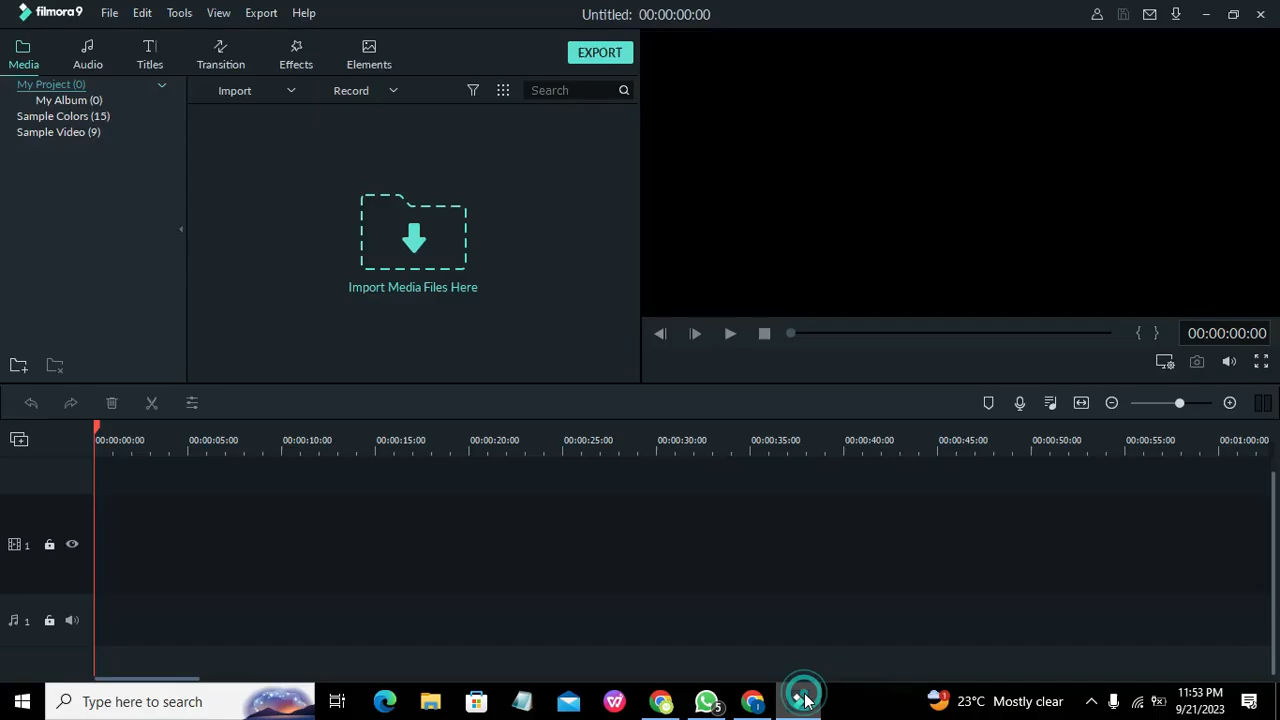 filmora9 File Edit Tools View Export Help Untitled: 00:00:00:00
Media Audio Titles Transition Effects Elements EXPORT
My Project (0)
My Album (0)
Sample Colors (15)
Sample Video (9)
Import Record Search
Import Media Files Here
00:00:00:00
00:00:00:00 00:00:05:00 00:00:10:00 00:00:15:00 00:00:20:00 00:00:25:00 00:00:30:00 00:00:35:00 00:00:40:00 00:00:45:00 00:00:50:00 00:00:55:00 00:01:00:00
1
1
Type here to search
5
1
23°C Mostly clear
11:53 PM
9/21/2023